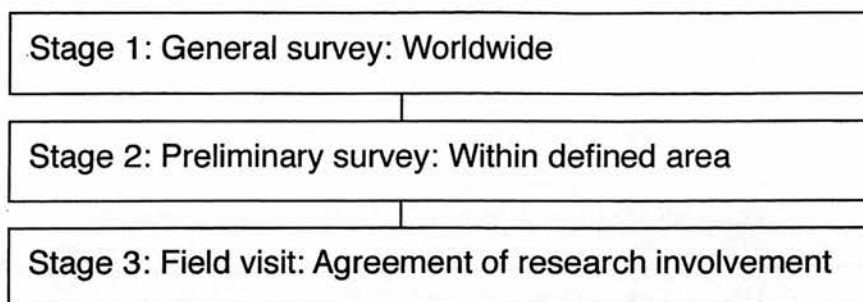 Stage 1: General survey: Worldwide
Stage 2: Preliminary survey: Within defined area
Stage 3: Field visit: Agreement of research involvement